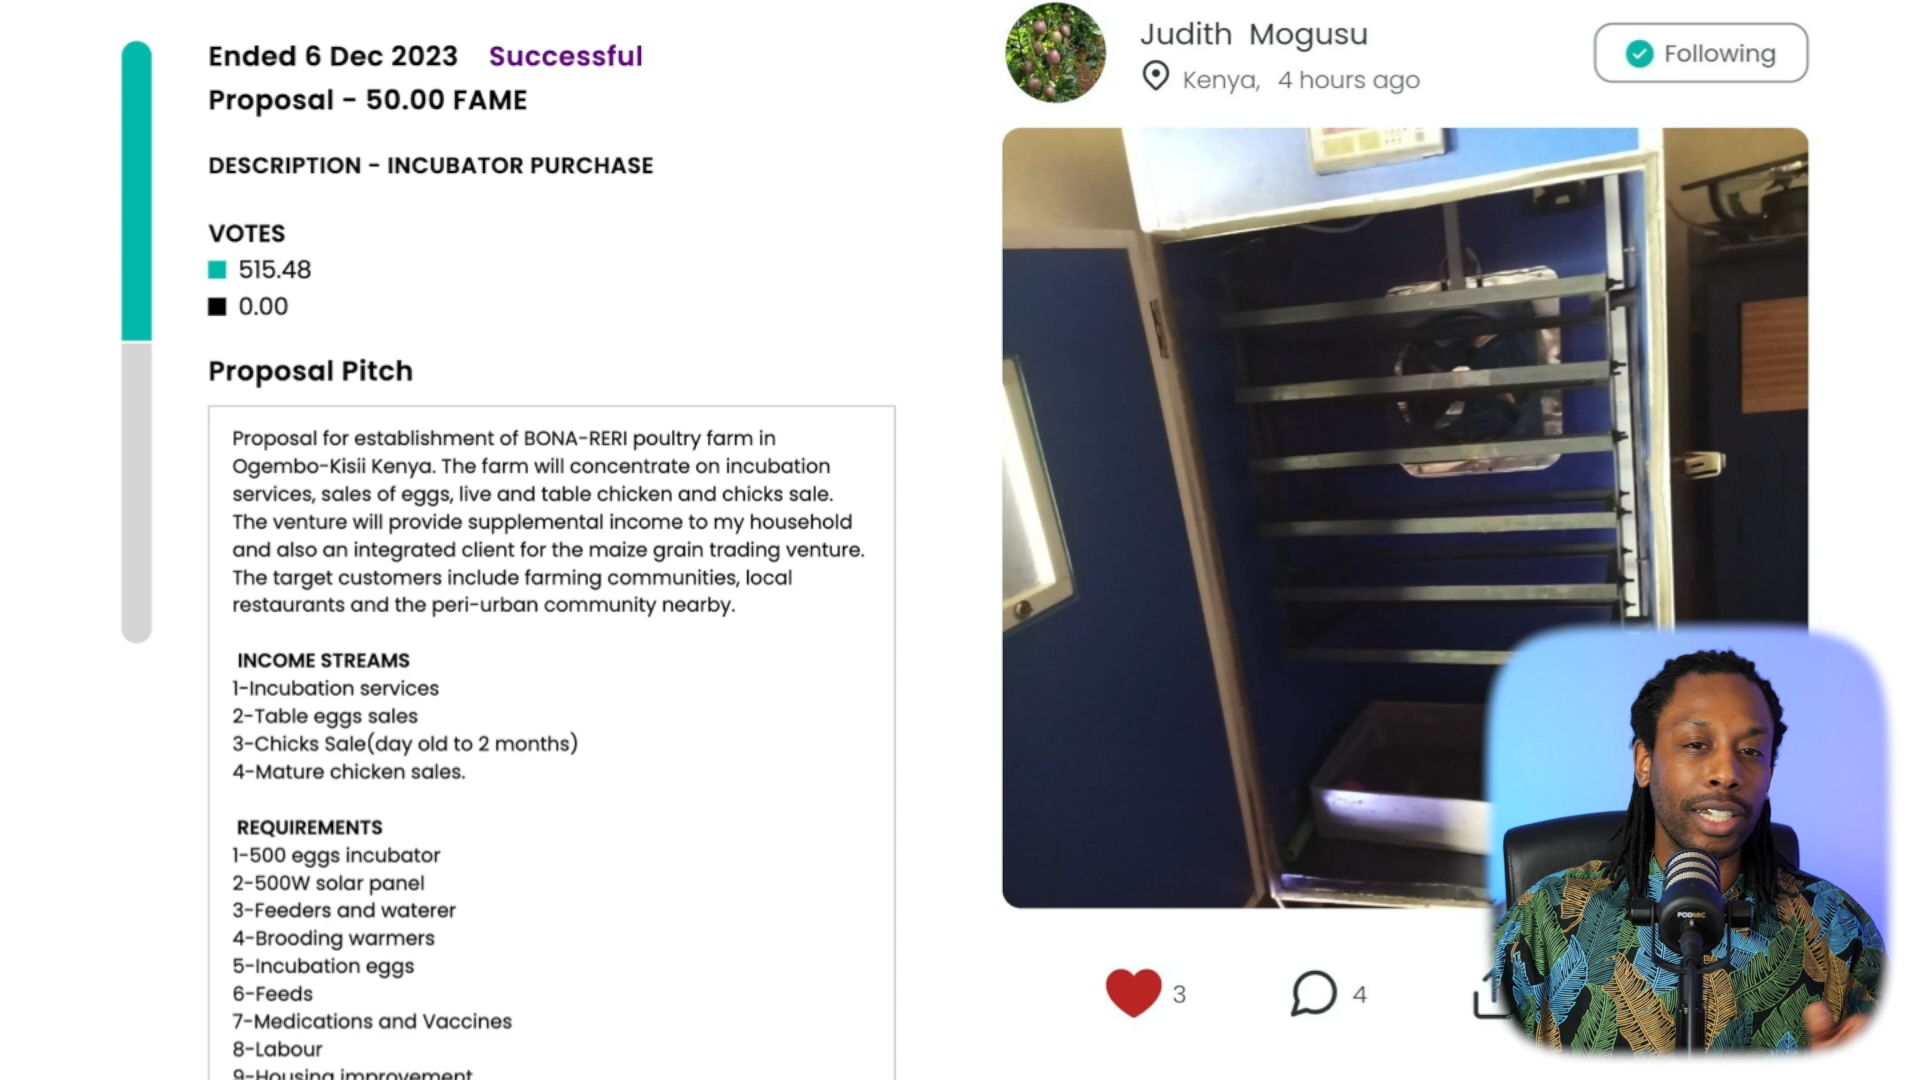 Ended 6 Dec 2023 Successful
Proposal - 50.00 FAME
DESCRIPTION - INCUBATOR PURCHASE
VOTES
515.48
0.00
Proposal Pitch
Proposal for establishment of BONA-RERI poultry farm in
Ogembo-Kisii Kenya. The farm will concentrate on incubation
services, sales of eggs, live and table chicken and chicks sale.
The venture will provide supplemental income to my household
and also an integrated client for the maize grain trading venture.
The target customers include farming communities, local
restaurants and the peri-urban community nearby.
INCOME STREAMS
1-Incubation services
2-Table eggs sales
3-Chicks Sale(day old to 2 months)
4-Mature chicken sales.
REQUIREMENTS
1-500 eggs incubator
2-500W solar panel
3-Feeders and waterer
4-Brooding warmers
5-Incubation eggs
6-Feeds
7-Medications and Vaccines
8-Labour
9-Housing improvement
Judith Mogusu
Kenya, 4 hours ago
Following
3
4
PODMIC